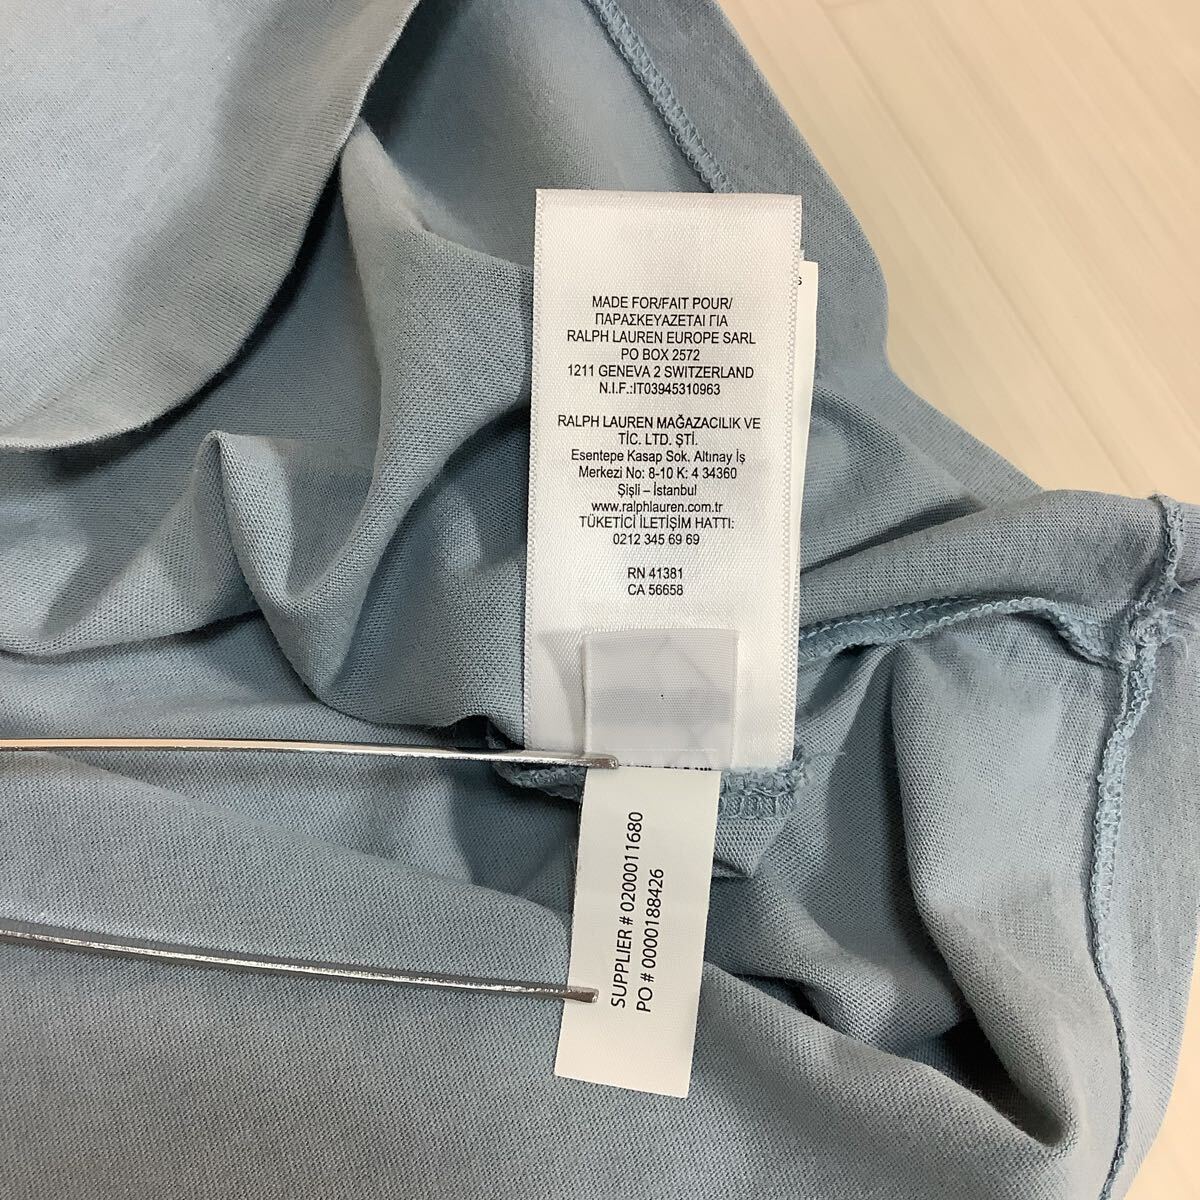 MADE FOR/FAIT POUR/
ΠΑΡΑΣΚΕΥΑΖΕΤΑΙ ΓΙΑ
RALPH LAUREN EUROPE SARL
PO BOX 2572
1211 GENEVA 2 SWITZERLAND
N.I.F.:IT03945310963
RALPH LAUREN MAĞAZACILIK VE
TİC. LTD. ŞTİ.
Esentepe Kasap Sok. Altınay İş
Merkezi No: 8-10 K: 4 34360
Şişli – İstanbul
www.ralphlauren.com.tr
TÜKETİCİ İLETİŞİM HATTI:
0212 345 69 69
RN 41381
CA 56658
SUPPLIER # 0200011680
PO # 0000188426